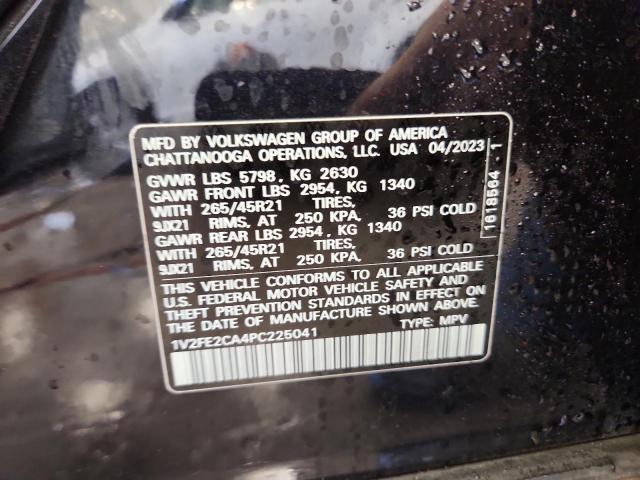 MFD BY VOLKSWAGEN GROUP OF AMERICA
CHATTANOOGA OPERATIONS, LLC. USA 04/2023
GVWR LBS 5798, KG 2630
GAWR FRONT LBS 2954, KG 1340
WITH 265/45R21 TIRES,
9JX21 RIMS, AT 250 KPA, 36 PSI COLD
GAWR REAR LBS 2954, KG 1340
WITH 265/45R21 TIRES,
9JX21 RIMS, AT 250 KPA, 36 PSI COLD
THIS VEHICLE CONFORMS TO ALL APPLICABLE
U.S. FEDERAL MOTOR VEHICLE SAFETY AND
THEFT PREVENTION STANDARDS IN EFFECT ON
THE DATE OF MANUFACTURE SHOWN ABOVE.
1V2FE2CA4PC225041 TYPE: MPV
1618564 - 1